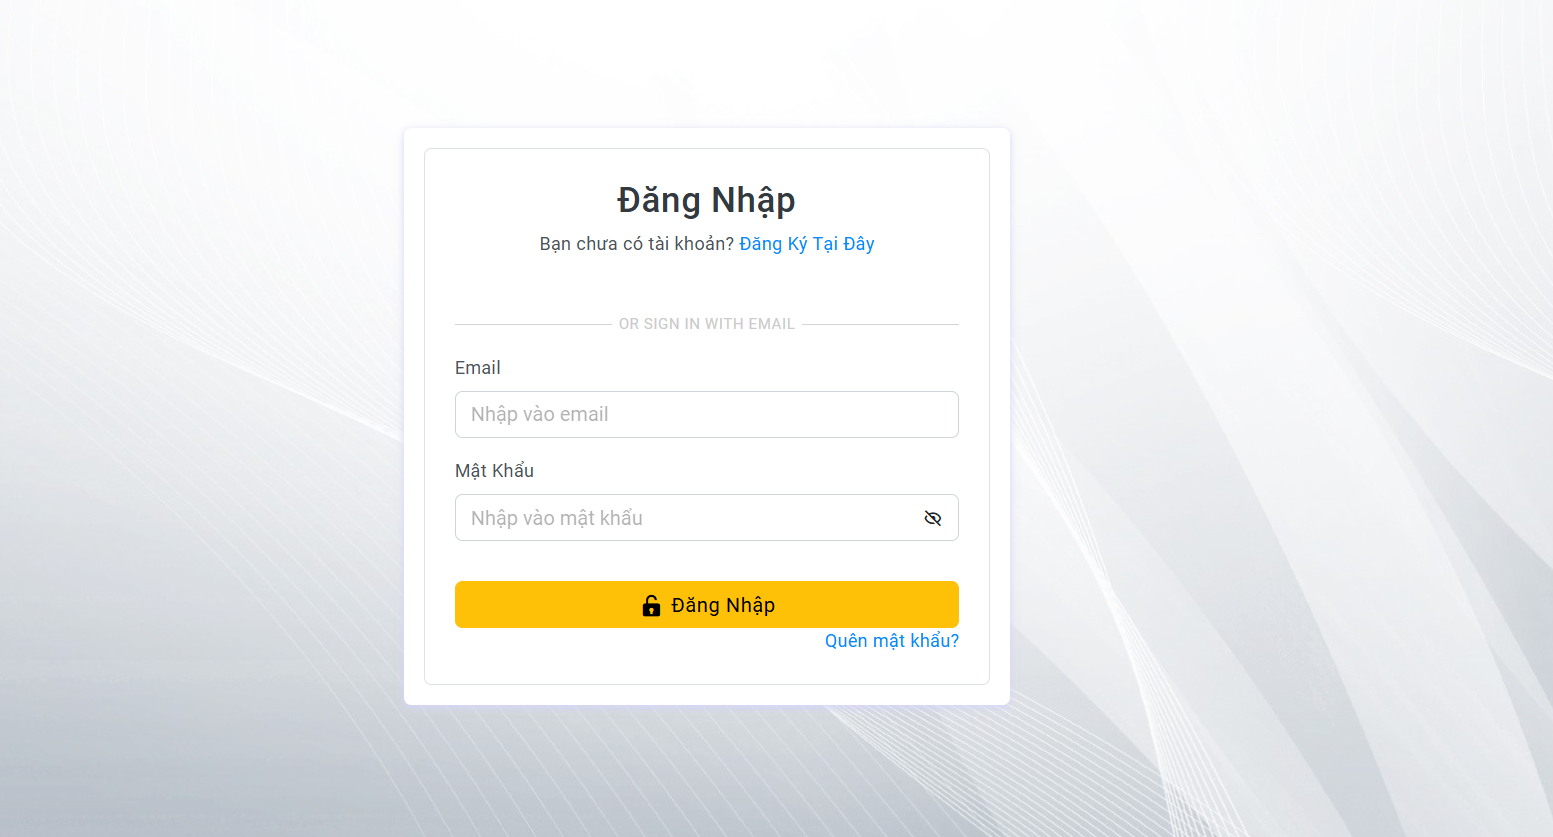 Đăng Nhập
Bạn chưa có tài khoản? Đăng Ký Tại Đây
OR SIGN IN WITH EMAIL
Email
Nhập vào email
Mật Khẩu
Nhập vào mật khẩu
Đăng Nhập
Quên mật khẩu?